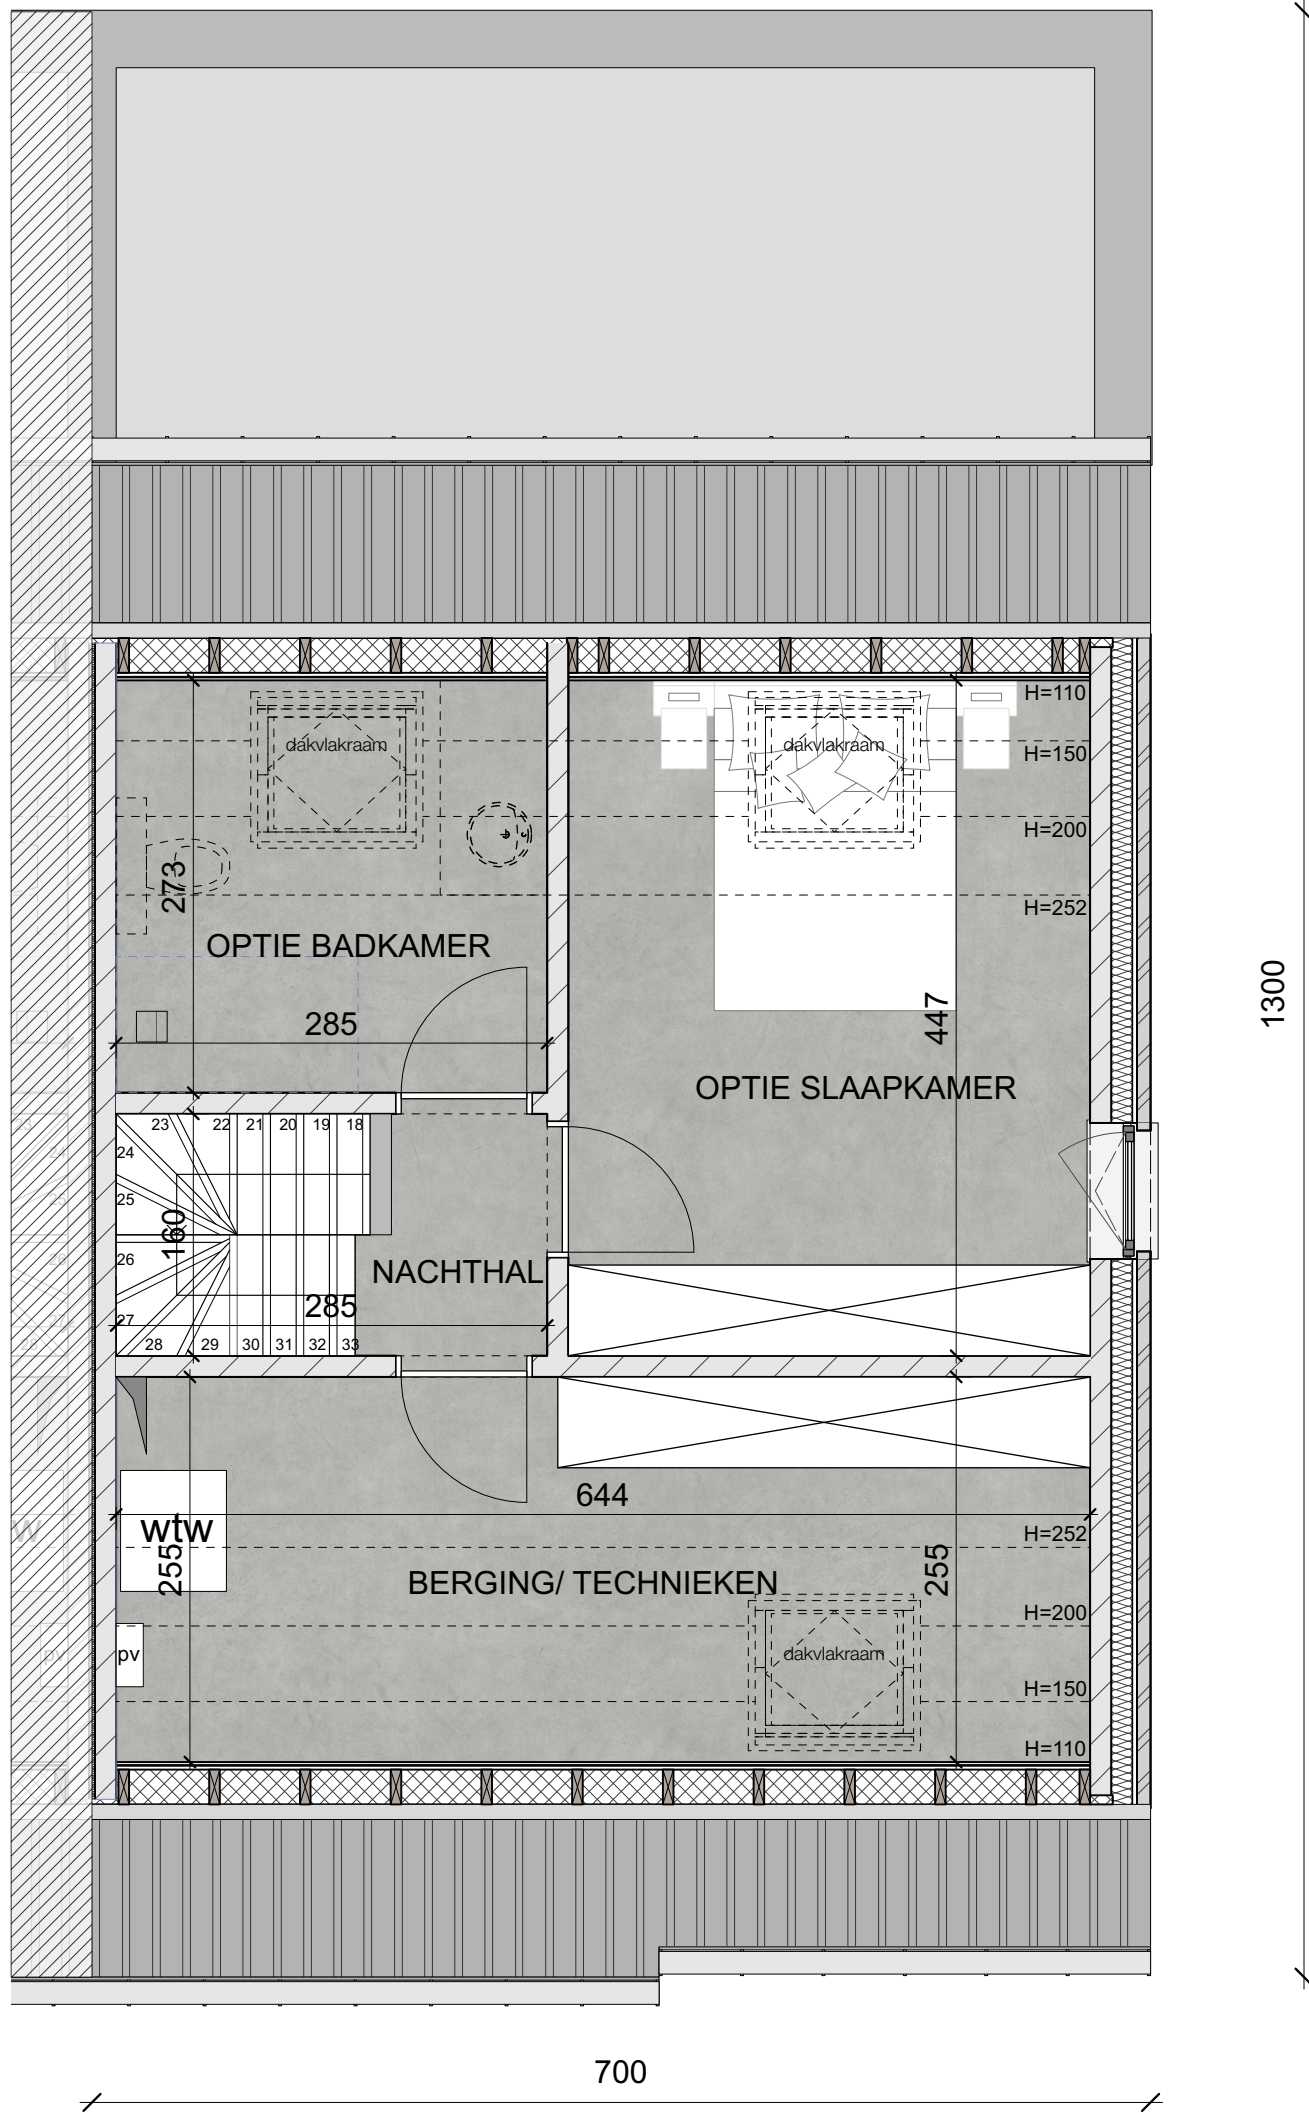 dakvlakraam
dakvlakraam
H=110
H=150
H=200
H=252
273
OPTIE BADKAMER
285
447
1300
OPTIE SLAAPKAMER
23 22 21 20 19 18
24
25
160
26
NACHTHAL
285
27
28 29 30 31 32 33
644
wtw
255
H=252
BERGING/ TECHNIEKEN
255
H=200
pv
dakvlakraam
H=150
H=110
700